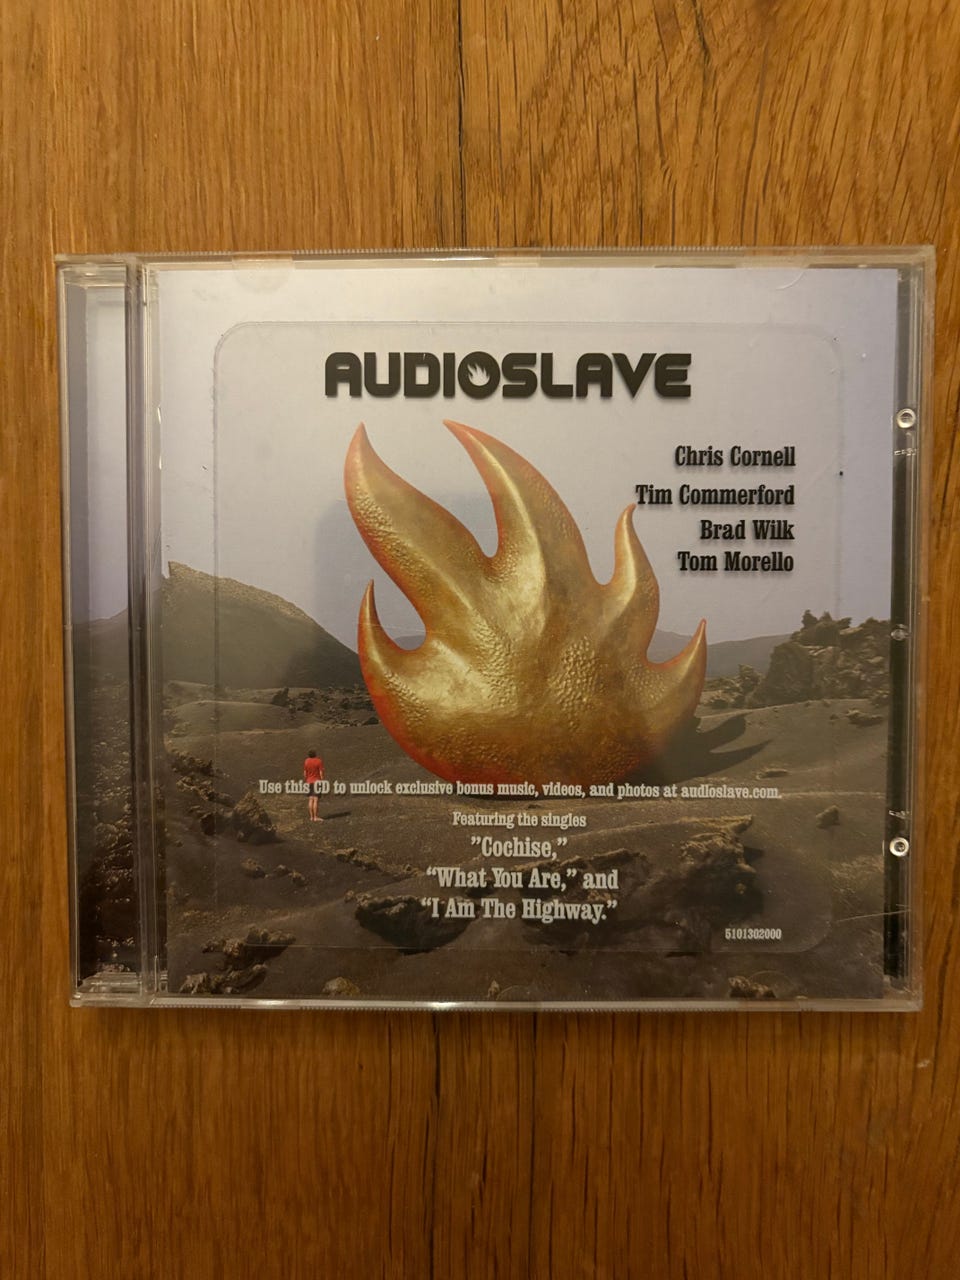 AUDIOSLAVE
Chris Cornell
Tim Commerford
Brad Wilk
Tom Morello
Use this CD to unlock exclusive bonus music, videos, and photos at audioslave.com.
Featuring the singles
”Cochise,”
“What You Are,” and
“I Am The Highway.”
5101302000